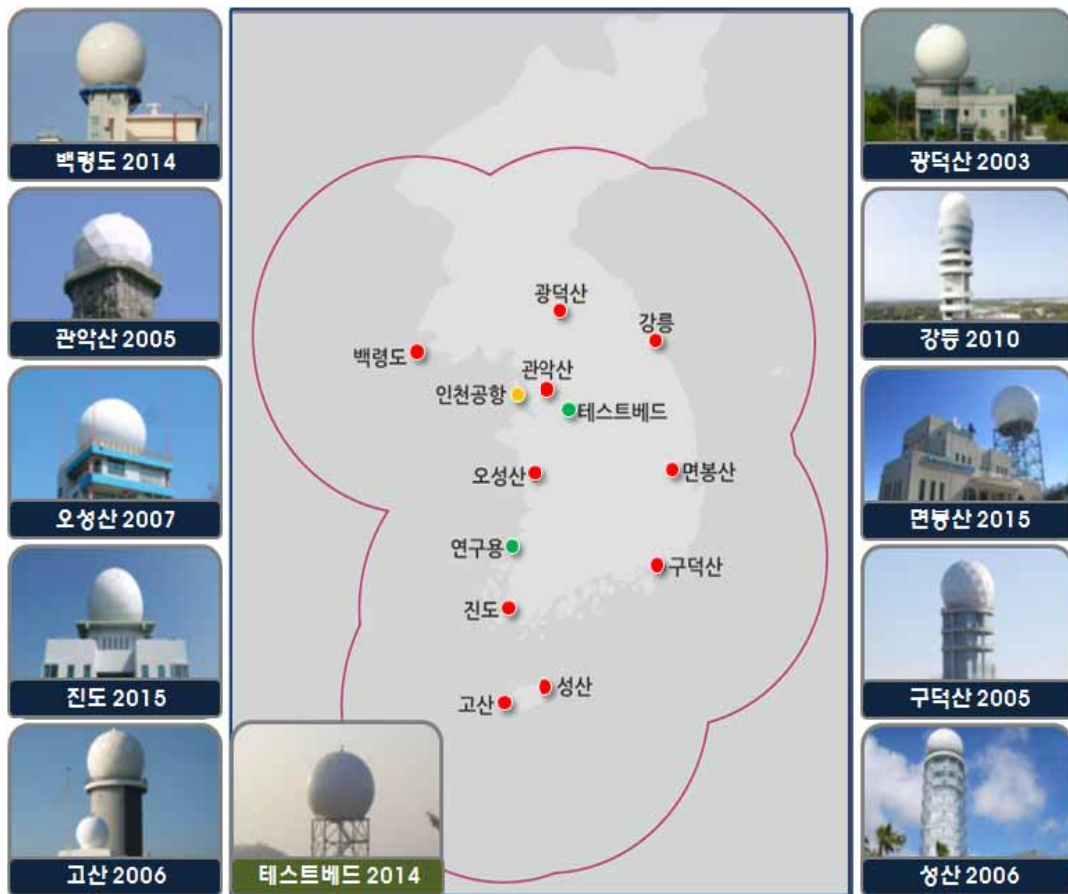 백령도 2014
관악산 2005
오성산 2007
진도 2015
고산 2006
광덕산
강릉
백령도
관악산
인천공항
테스트베드
오성산
면봉산
연구용
구덕산
진도
성산
고산
테스트베드 2014
광덕산 2003
강릉 2010
면봉산 2015
구덕산 2005
성산 2006